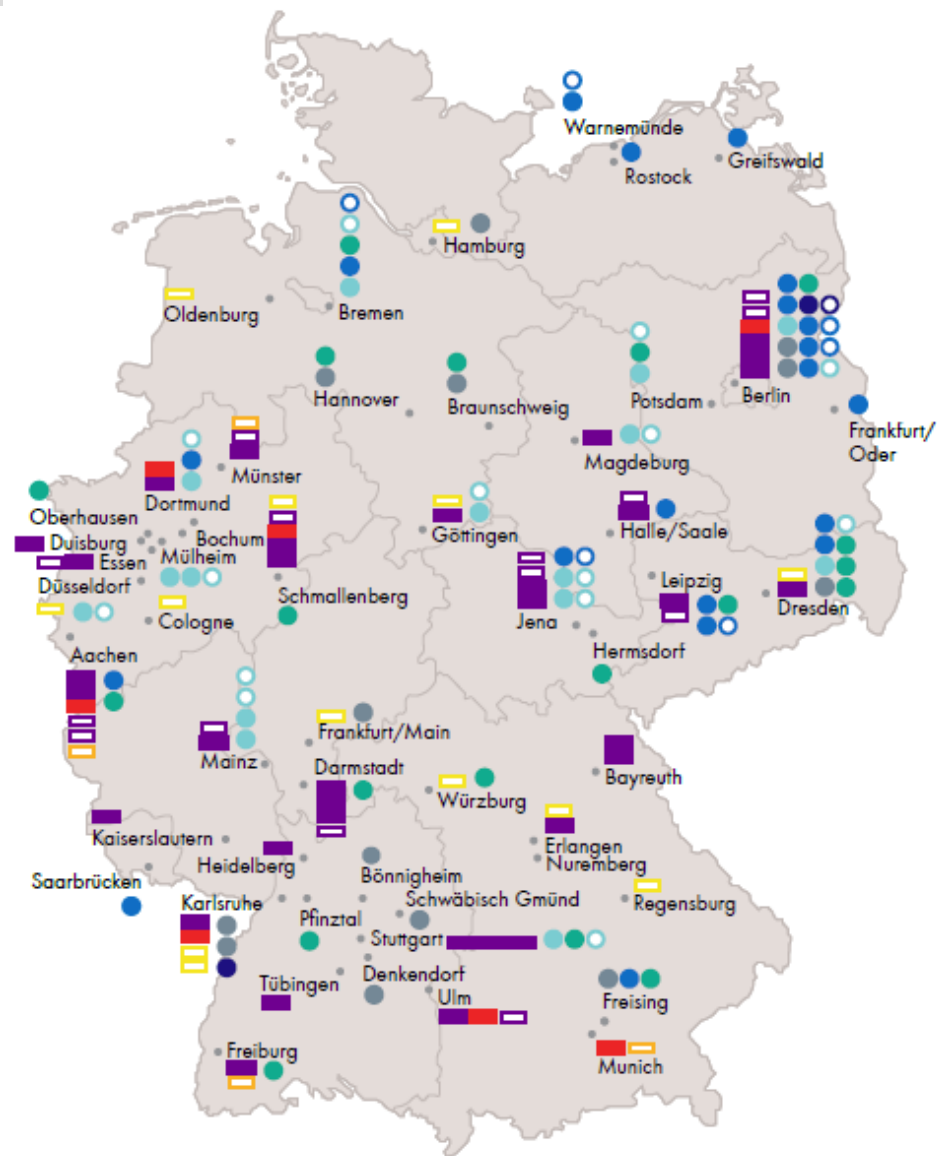 Warnemünde
Greifswald
Rostock
Hamburg
Oldenburg
Bremen
Hannover
Braunschweig
Potsdam
Berlin
Frankfurt/
Oder
Magdeburg
Münster
Dortmund
Oberhausen
Duisburg
Bochum
Essen
Mülheim
Düsseldorf
Göttingen
Halle/Saale
Leipzig
Dresden
Schmallenberg
Cologne
Jena
Hermsdorf
Aachen
Frankfurt/Main
Mainz
Darmstadt
Bayreuth
Würzburg
Kaiserslautern
Erlangen
Nuremberg
Heidelberg
Bönnigheim
Saarbrücken
Karlsruhe
Schwäbisch Gmünd
Regensburg
Pfinztal
Stuttgart
Denkendorf
Tübingen
Ulm
Freising
Freiburg
Munich